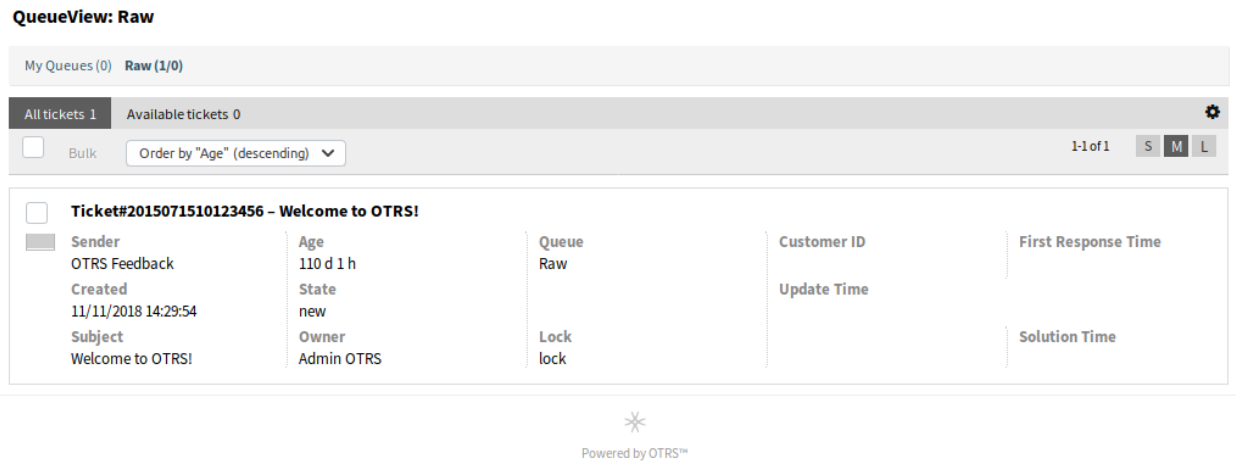 QueueView: Raw
My Queues (0) Raw (1/0)
All tickets 1 Available tickets 0
Bulk Order by "Age" (descending) 1-1 of 1 S M L
Ticket#2015071510123456 – Welcome to OTRS!
Sender Age Queue Customer ID First Response Time
OTRS Feedback 110 d 1 h Raw
Created State Update Time
11/11/2018 14:29:54 new
Subject Owner Lock Solution Time
Welcome to OTRS! Admin OTRS lock
Powered by OTRS™